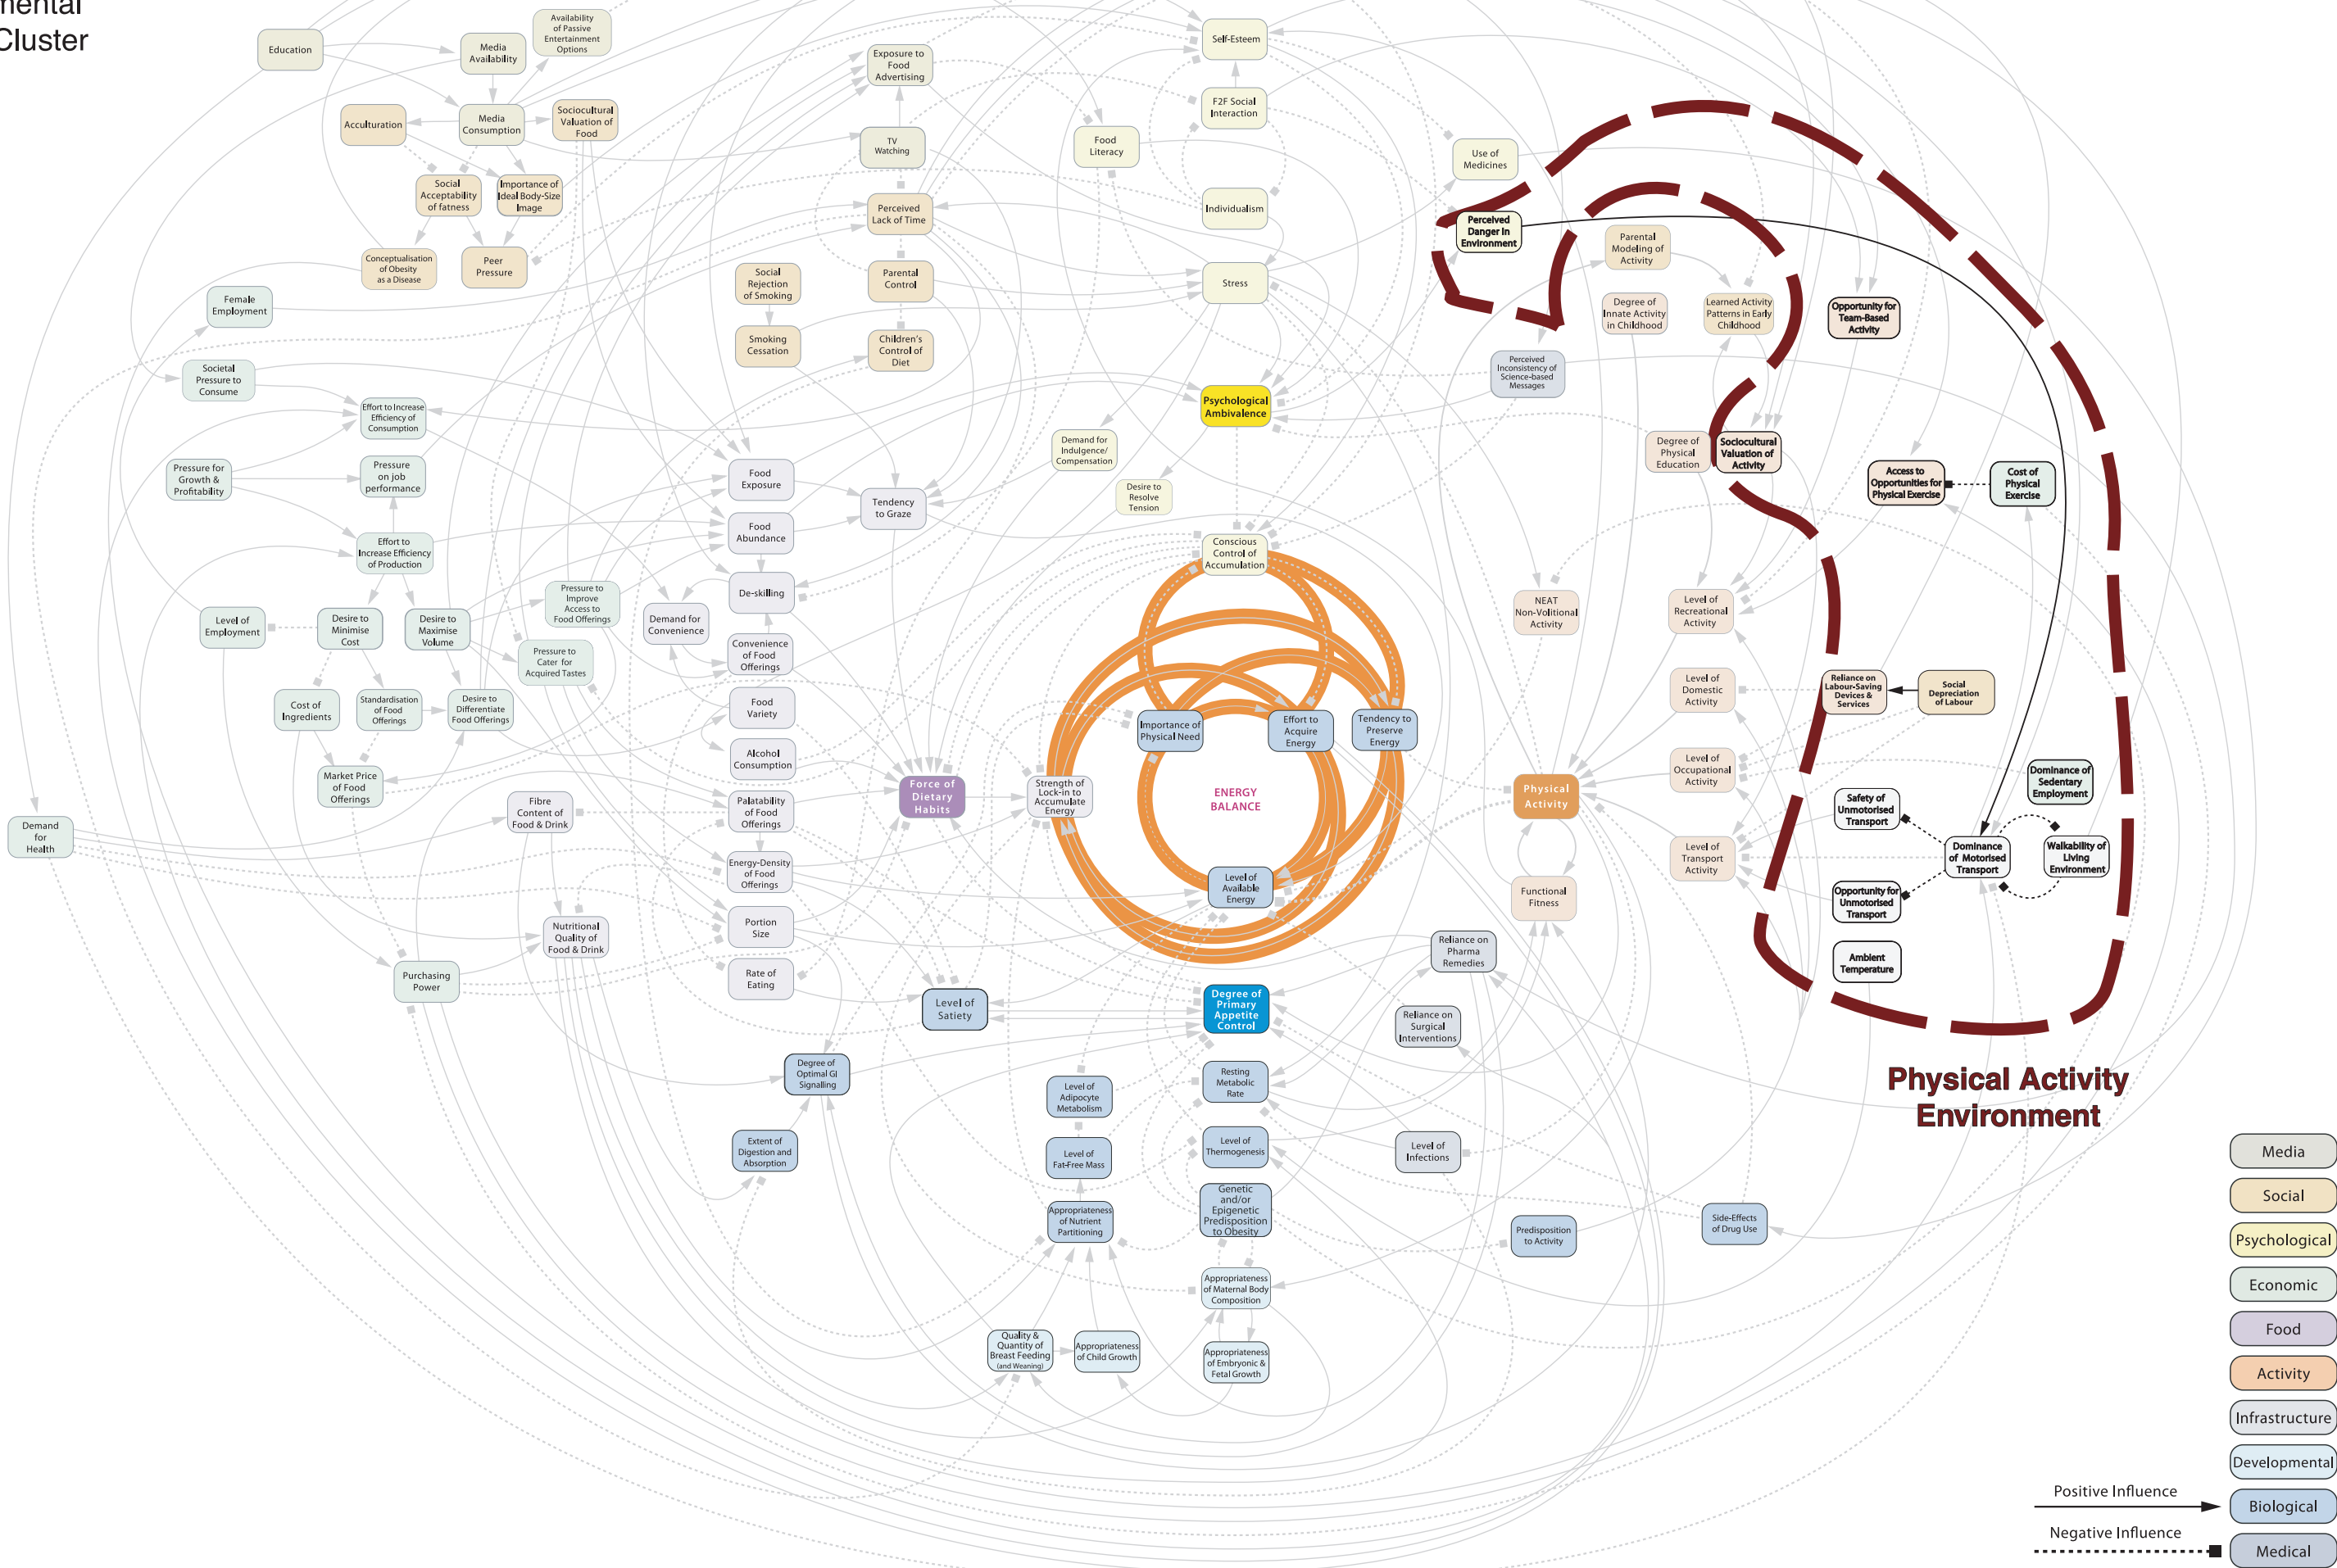 mental
Cluster
Education
Media
Availability
Availability
of Passive
Entertainment
Options
Exposure to
Food
Advertising
Self-Esteem
Acculturation
Media
Consumption
Sociocultural
Valuation of
Food
TV
Watching
Food
Literacy
F2F Social
Interaction
Use of
Medicines
Social
Acceptability
of fatness
Importance of
Ideal Body-Size
Image
Perceived
Lack of Time
Individualism
Perceived
Danger in
Environment
Parental
Modeling of
Activity
Conceptualisation
of Obesity
as a Disease
Peer
Pressure
Social
Rejection
of Smoking
Parental
Control
Stress
Female
Employment
Degree of
Innate Activity
in Childhood
Learned Activity
Patterns in Early
Childhood
Opportunity for
Team-Based
Activity
Smoking
Cessation
Children's
Control of
Diet
Societal
Pressure to
Consume
Perceived
Inconsistency of
Science-based
Messages
Effort to Increase
Efficiency of
Consumption
Psychological
Ambivalence
Demand for
Indulgence/
Compensation
Degree of
Physical
Education
Sociocultural
Valuation of
Activity
Pressure for
Growth &
Profitability
Pressure
on job
performance
Food
Exposure
Tendency
to Graze
Desire to
Resolve
Tension
Access to
Opportunities for
Physical Exercise
Cost of
Physical
Exercise
Effort to
Increase Efficiency
of Production
Food
Abundance
Conscious
Control of
Accumulation
Pressure to
Improve
Access to
Food Offerings
De-skilling
NEAT
Non-Volitional
Activity
Level of
Recreational
Activity
Level of
Employment
Desire to
Minimise
Cost
Desire to
Maximise
Volume
Demand for
Convenience
Pressure to
Cater for
Acquired Tastes
Convenience
of Food
Offerings
Cost of
Ingredients
Standardisation
of Food
Offerings
Desire to
Differentiate
Food Offerings
Food
Variety
Importance of
Physical Need
Effort to
Acquire
Energy
Tendency to
Preserve
Energy
Level of
Domestic
Activity
Reliance on
Labour-Saving
Devices &
Services
Social
Depreciation
of Labour
Alcohol
Consumption
Market Price
of Food
Offerings
Force of
Dietary
Habits
Strength of
Lock-in to
Accumulate
Energy
ENERGY
BALANCE
Physical
Activity
Level of
Occupational
Activity
Dominance of
Sedentary
Employment
Demand
for
Health
Fibre
Content of
Food & Drink
Palatability
of Food
Offerings
Safety of
Unmotorised
Transport
Energy-Density
of Food
Offerings
Level of
Available
Energy
Functional
Fitness
Level of
Transport
Activity
Dominance
of Motorised
Transport
Walkability of
Living
Environment
Opportunity for
Unmotorised
Transport
Nutritional
Quality of
Food & Drink
Portion
Size
Reliance on
Pharma
Remedies
Ambient
Temperature
Purchasing
Power
Rate of
Eating
Level of
Satiety
Degree of
Primary
Appetite
Control
Reliance on
Surgical
Interventions
Degree of
Optimal GI
Signalling
Level of
Adipocyte
Metabolism
Resting
Metabolic
Rate
Physical Activity
Environment
Extent of
Digestion and
Absorption
Level of
Fat-Free Mass
Level of
Thermogenesis
Level of
Infections
Appropriateness
of Nutrient
Partitioning
Genetic
and/or
Epigenetic
Predisposition
to Obesity
Predisposition
to Activity
Side-Effects
of Drug Use
Appropriateness
of Maternal Body
Composition
Quality &
Quantity of
Breast Feeding
(and Weaning)
Appropriateness
of Child Growth
Appropriateness
of Embryonic &
Fetal Growth
Media
Social
Psychological
Economic
Food
Activity
Infrastructure
Developmental
Biological
Medical
Positive Influence
Negative Influence